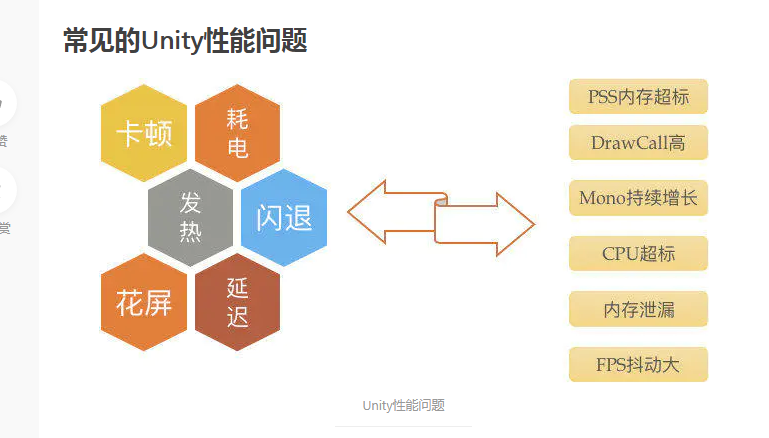 常见的Unity性能问题
卡顿
耗
电
发
热
闪退
花屏
延
迟
PSS内存超标
DrawCall高
Mono持续增长
CPU超标
内存泄漏
FPS抖动大
Unity性能问题
赞
赏